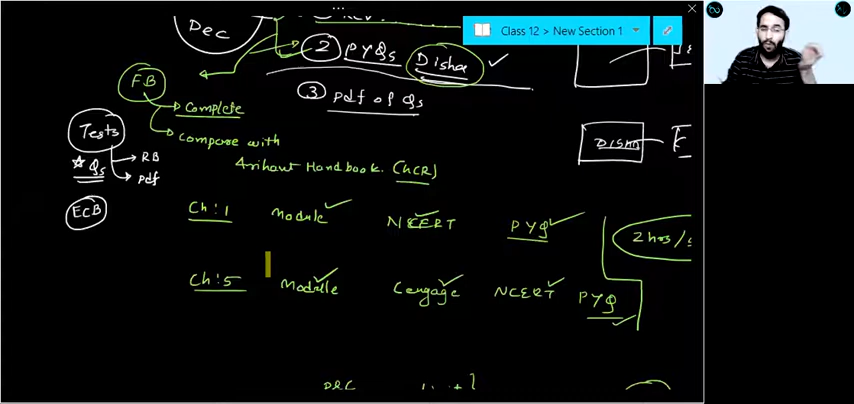 Class 12 > New Section 1
Dec
② PYQs Disha
③ Pdf of Qs
FB
Complete
Compare with
Arihant Handbook. (HCR)
Tests
Qs
RB
Pdf
ECB
DISHA
Ch:1 Module NCERT PYQ
2 hrs/
Ch:5 Module Cengage NCERT PYQ
DEC